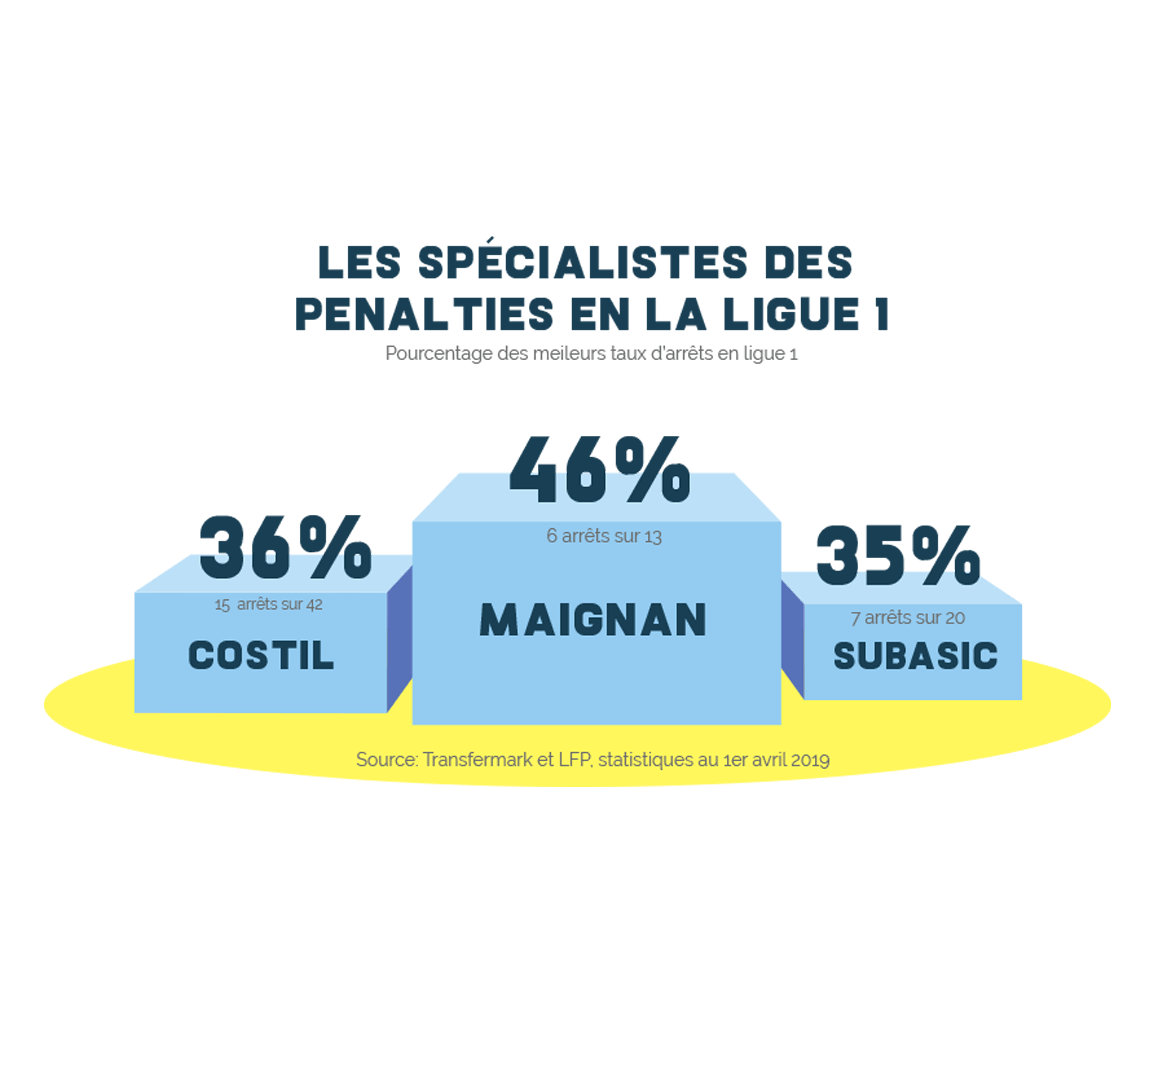 LES SPÉCIALISTES DES
PENALTIES EN LA LIGUE 1
Pourcentage des meileurs taux d'arrêts en ligue 1
46%
6 arrêts sur 13
MAIGNAN
36%
15 arrêts sur 42
COSTIL
35%
7 arrêts sur 20
SUBASIC
Source: Transfermark et LFP, statistiques au 1er avril 2019